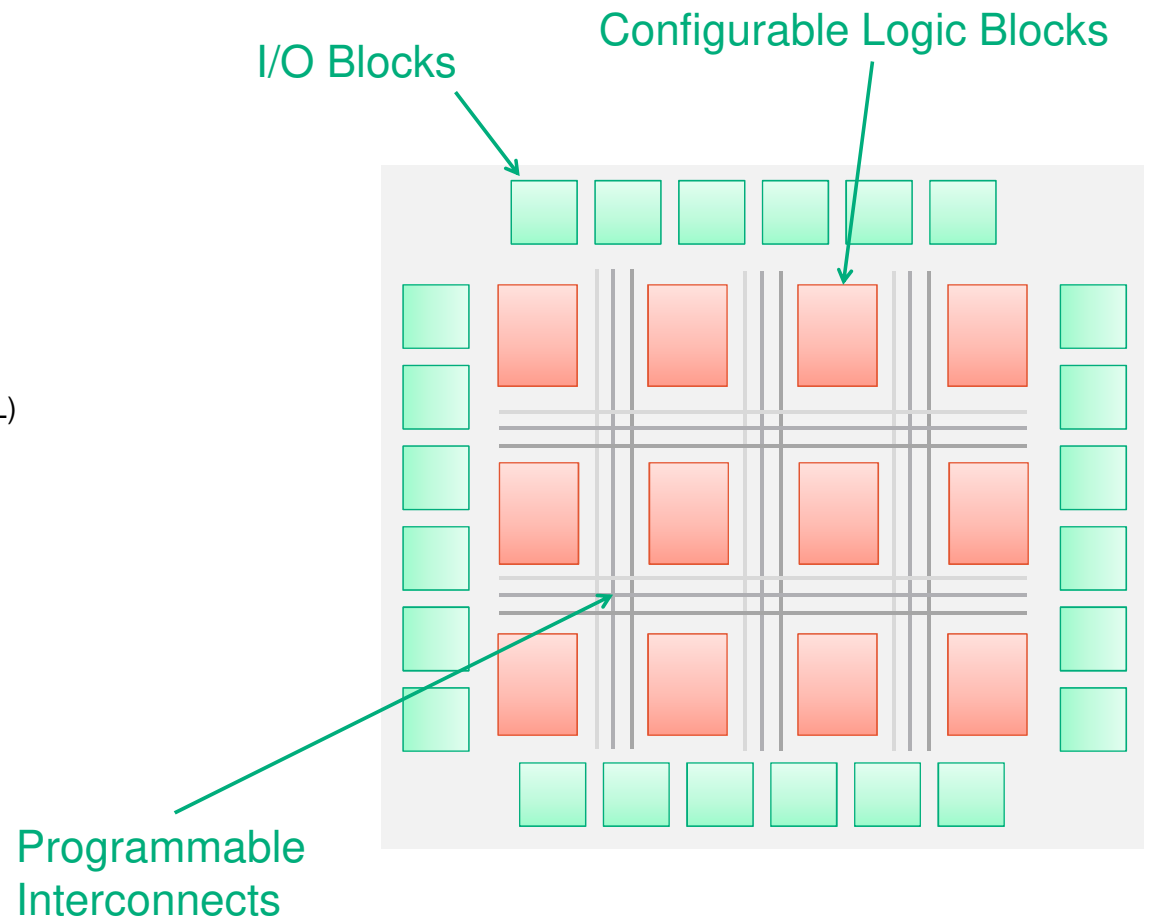 Configurable Logic Blocks
I/O Blocks
L)
Programmable
Interconnects